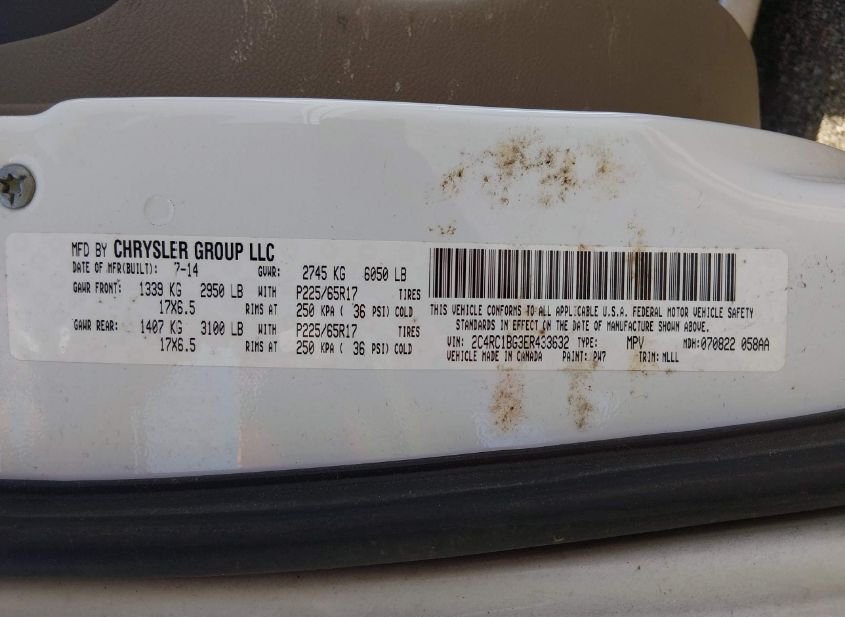 MFD BY CHRYSLER GROUP LLC
DATE OF MFR(BUILT): 7-14 GVWR: 2745 KG 6050 LB
GAWR FRONT: 1339 KG 2950 LB WITH P225/65R17 TIRES
17X6.5 RIMS AT 250 KPA ( 36 PSI) COLD
GAWR REAR: 1407 KG 3100 LB WITH P225/65R17 TIRES
17X6.5 RIMS AT 250 KPA ( 36 PSI) COLD
THIS VEHICLE CONFORMS TO ALL APPLICABLE U.S.A. FEDERAL MOTOR VEHICLE SAFETY
STANDARDS IN EFFECT ON THE DATE OF MANUFACTURE SHOWN ABOVE.
VIN: 2C4RC1BG3ER433632 TYPE: MPV MDH:070822 058AA
VEHICLE MADE IN CANADA PAINT: PW7 TRIM: MLLL